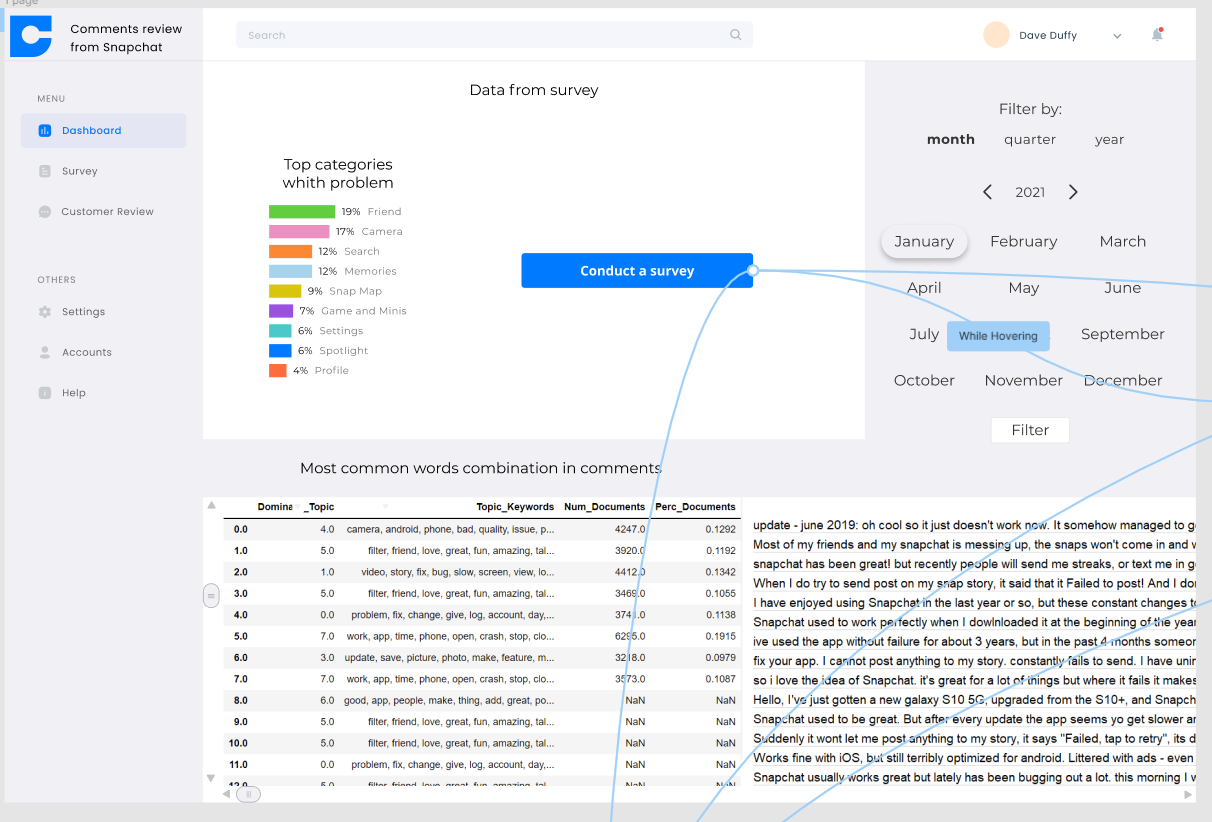 1 page
Comments review
from Snapchat
Search
Dave Duffy
MENU
Dashboard
Survey
Customer Review
OTHERS
Settings
Accounts
Help
Data from survey
Top categories
whith problem
19% Friend
17% Camera
12% Search
12% Memories
9% Snap Map
7% Game and Minis
6% Settings
6% Spotlight
4% Profile
Conduct a survey
Filter by:
month quarter year
2021
January February March
April May June
July While Hovering September
October November December
Filter
Most common words combination in comments
Domina _Topic Topic_Keywords Num_Documents Perc_Documents
0.0 4.0 camera, android, phone, bad, quality, issue, p... 4247.0 0.1292
1.0 5.0 filter, friend, love, great, fun, amazing, tal... 3920.0 0.1192
2.0 1.0 video, story, fix, bug, slow, screen, view, lo... 4412.0 0.1342
3.0 5.0 filter, friend, love, great, fun, amazing, tal... 3469.0 0.1055
4.0 0.0 problem, fix, change, give, log, account, day,... 3741.0 0.1138
5.0 7.0 work, app, time, phone, open, crash, stop, clo... 6295.0 0.1915
6.0 3.0 update, save, picture, photo, make, feature, m... 3218.0 0.0979
7.0 7.0 work, app, time, phone, open, crash, stop, clo... 3573.0 0.1087
8.0 6.0 good, app, people, make, thing, add, great, po... NaN NaN
9.0 5.0 filter, friend, love, great, fun, amazing, tal... NaN NaN
10.0 5.0 filter, friend, love, great, fun, amazing, tal... NaN NaN
11.0 0.0 problem, fix, change, give, log, account, day,... NaN NaN
12.0 5.0 filter, friend, love, great, fun, amazing, tal... NaN NaN
update - june 2019: oh cool so it just doesn't work now. It somehow managed to g
Most of my friends and my snapchat is messing up, the snaps won't come in and w
snapchat has been great! but recently people will send me streaks, or text me in g
When I do try to send post on my snap story, it said that it Failed to post! And I do
I have enjoyed using Snapchat in the last year or so, but these constant changes to
Snapchat used to work perfectly when I dowlnloaded it at the beginning of the year
ive used the app without failure for about 3 years, but in the past 4 months someor
fix your app. I cannot post anything to my story. constantly fails to send. I have unir
so i love the idea of Snapchat. it's great for a lot of things but where it fails it makes
Hello, I've just gotten a new galaxy S10 5G, upgraded from the S10+, and Snapch
Snapchat used to be great. But after every update the app seems yo get slower ar
Suddenly it wont let me post anything to my story, it says "Failed, tap to retry", its d
Works fine with iOS, but still terribly optimized for android. Littered with ads - even
Snapchat usually works great but lately has been bugging out a lot. this morning I w